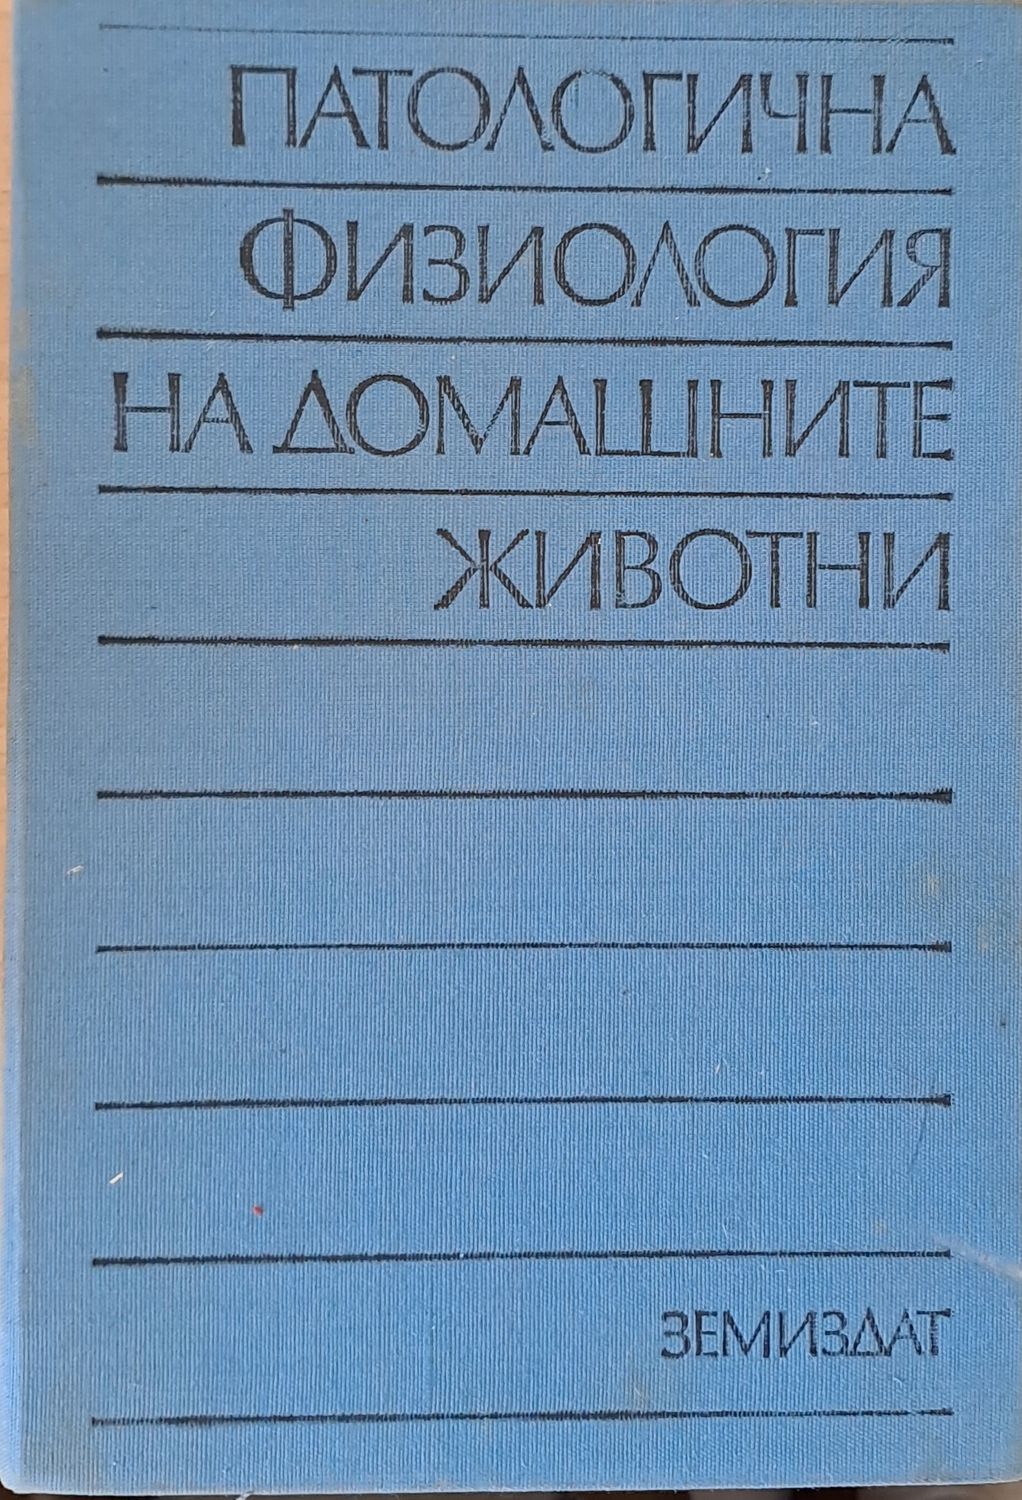 ПАТОЛОГИЧНА
ФИЗИОЛОГИЯ
НА ДОМАШНИТЕ
ЖИВОТНИ
ЗЕМИЗДАТ